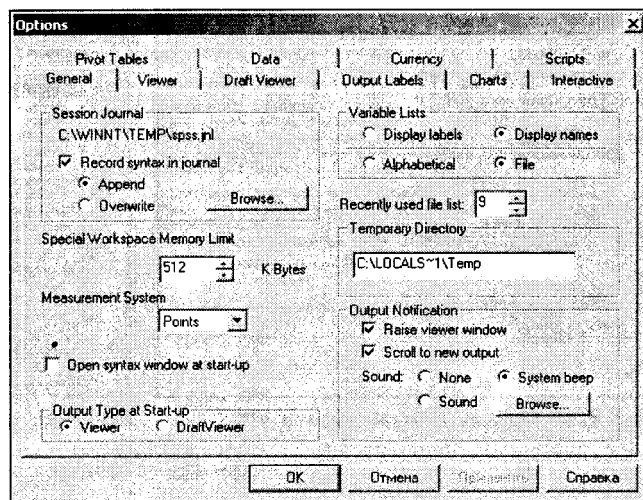 Options
Pivot Tables Data Currency Scripts
General Viewer Draft Viewer Output Labels Charts Interactive
Session Journal
C:\WINNT\TEMP\spss.jnl
Record syntax in journal
Append
Overwrite
Browse...
Special Workspace Memory Limit
512 K Bytes
Measurement System
Points
Open syntax window at start-up
Output Type at Start-up
Viewer DraftViewer
Variable Lists
Display labels Display names
Alphabetical File
Recently used file list: 9
Temporary Directory
C:\LOCALS~1\Temp
Output Notification
Raise viewer window
Scroll to new output
Sound: None System beep
Sound Browse...
OK Отмена Применить Справка